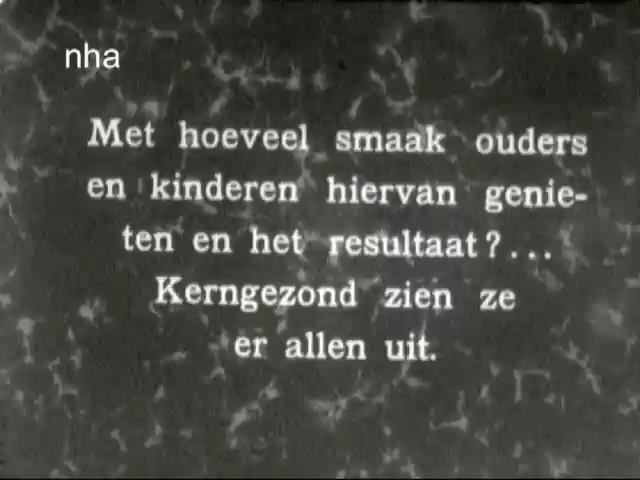 nha
Met hoeveel smaak ouders
en kinderen hiervan genie-
ten en het resultaat?...
Kerngezond zien ze
er allen uit.